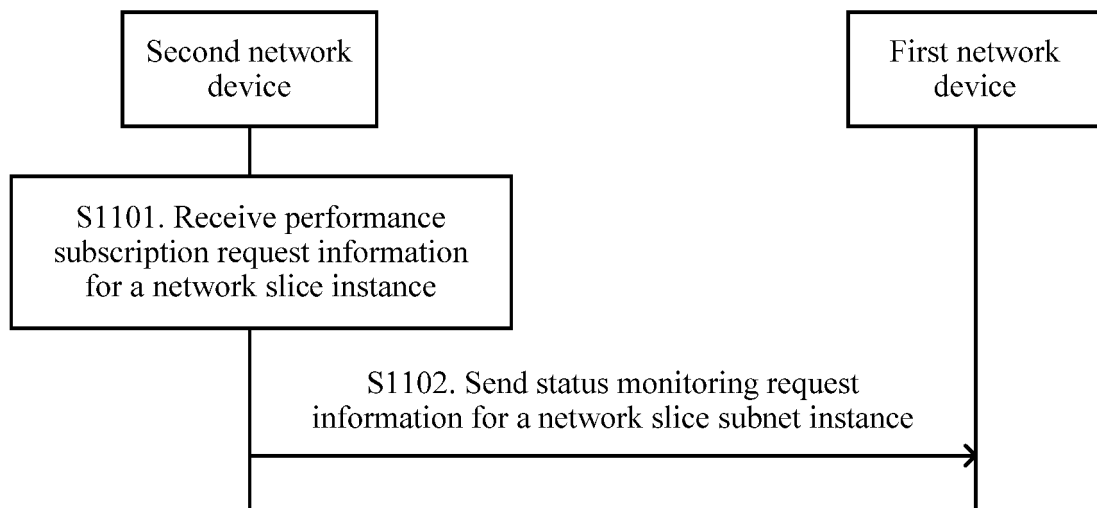 Second network
device
First network
device
S1101. Receive performance
subscription request information
for a network slice instance
S1102. Send status monitoring request
information for a network slice subnet instance